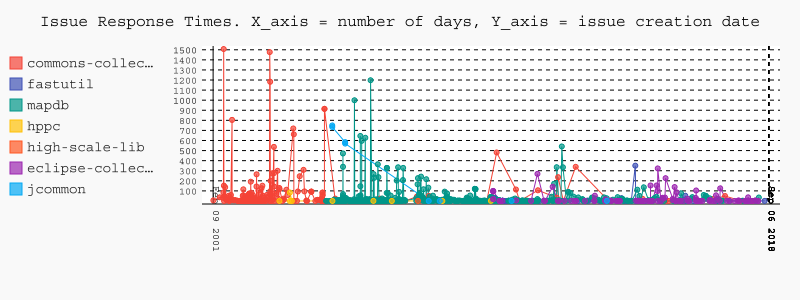 Issue Response Times. X_axis = number of days, Y_axis = issue creation date
commons-collec…
fastutil
mapdb
hppc
high-scale-lib
eclipse-collec…
jcommon
1500
1400
1300
1200
1100
1000
900
800
700
600
500
400
300
200
100
09 2001
Sep 06 2018